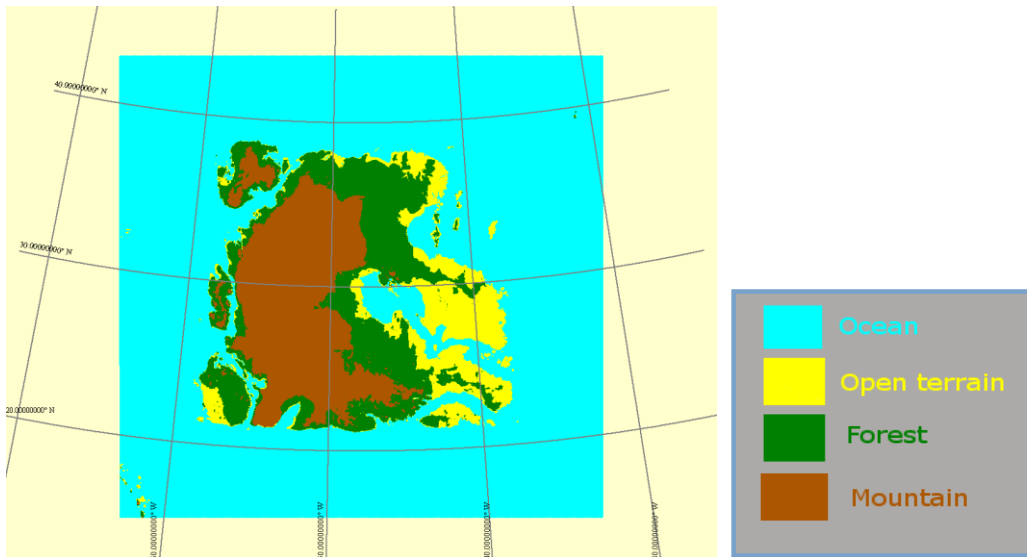 40.00000000° N
30.00000000° N
20.00000000° N
Ocean
Open terrain
Forest
Mountain